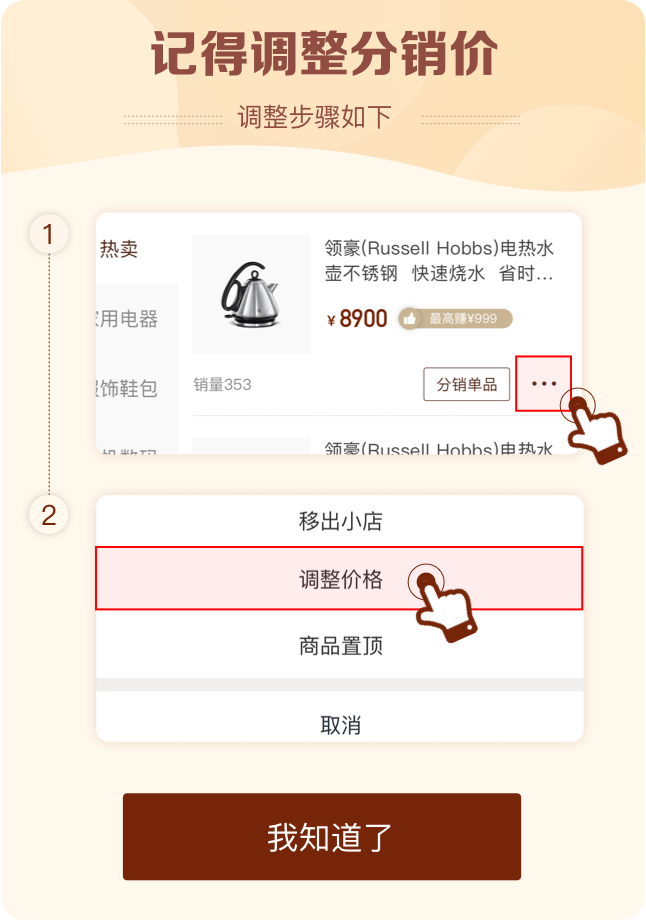 记得调整分销价
调整步骤如下
1
热卖
领豪(Russell Hobbs)电热水
壶不锈钢 快速烧水 省时...
家用电器
¥8900
最高赚¥999
服饰鞋包
销量353
分销单品
领豪(Russell Hobbs)电热水
2
移出小店
调整价格
商品置顶
取消
我知道了